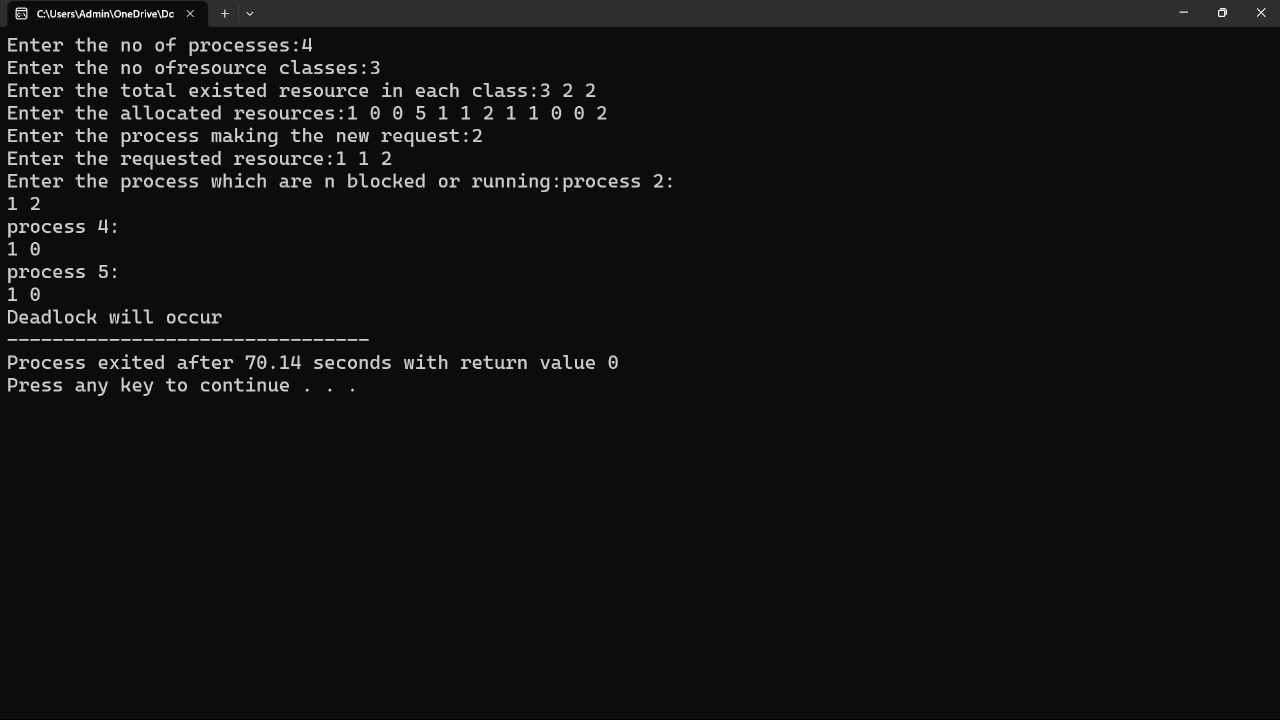 C:\Users\Admin\OneDrive\Dc
Enter the no of processes:4
Enter the no ofresource classes:3
Enter the total existed resource in each class:3 2 2
Enter the allocated resources:1 0 0 5 1 1 2 1 1 0 0 2
Enter the process making the new request:2
Enter the requested resource:1 1 2
Enter the process which are n blocked or running:process 2:
1 2
process 4:
1 0
process 5:
1 0
Deadlock will occur
--------------------------------
Process exited after 70.14 seconds with return value 0
Press any key to continue . . .